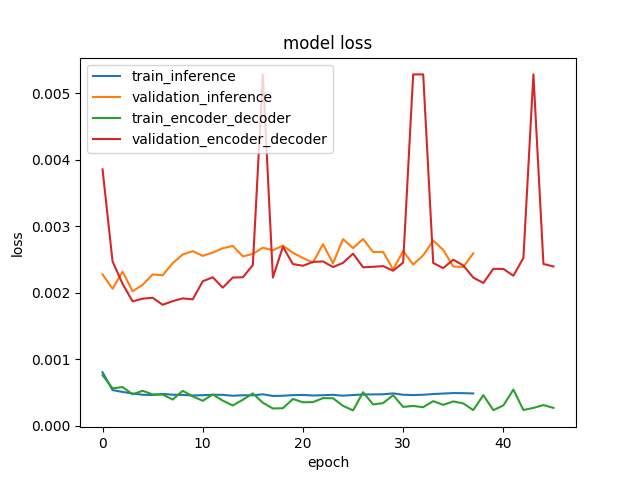 model loss
train_inference
validation_inference
train_encoder_decoder
validation_encoder_decoder
loss
0.005
0.004
0.003
0.002
0.001
0.000
0 10 20 30 40
epoch